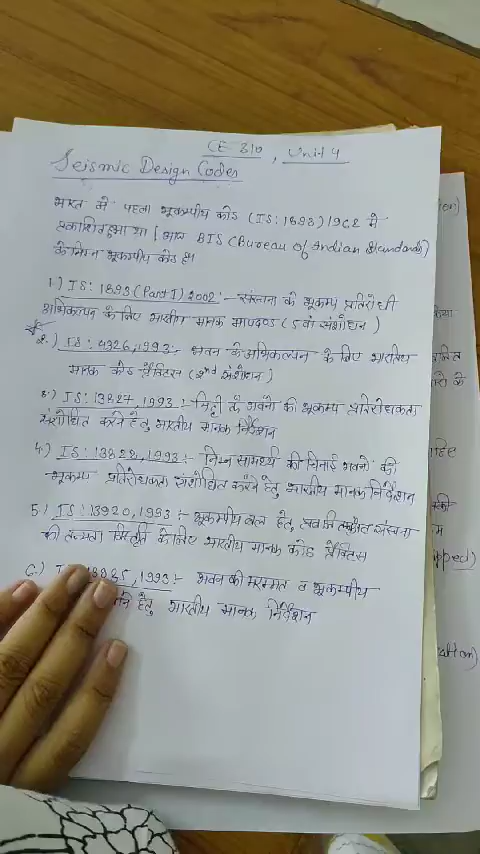 CE 310, Unit 4
Seismic Design Codes
भारत में पहला भूकम्पीय कोड (IS:1893) 1962 में
प्रकाशित हुआ था [भारत BIS (Bureau of Indian Standards)
के निम्न भूकम्पीय कोड हैं।
1) IS:1893 (Part I) 2002:- संरचना की भूकम्प प्रतिरोधी
अभिकल्पन के लिए भारतीय मानक मापदण्ड (5वां संशोधन)
2.) IS:4326,1993:- भवन के अभिकल्पन के लिए भारतीय
मानक कोड प्रैक्टिस (2nd संशोधन)
3.) IS:13827,1993:- मिट्टी के भवनों की भूकम्प प्रतिरोधकता
संशोधित करने हेतु भारतीय मानक निर्देशन
4.) IS:13828,1993:- निम्न सामर्थ्य की चिनाई भवनों की
भूकम्प प्रतिरोधकता संशोधित करने हेतु भारतीय मानक निर्देशन
5.) IS:13920,1993:- भूकम्पीय बल हेतु संरचना
की तन्यता विस्तृति के लिए भारतीय मानक कोड प्रैक्टिस
6.) 1993:- भवन की मरम्मत व भूकम्पीय
हेतु भारतीय मानक निर्देशन